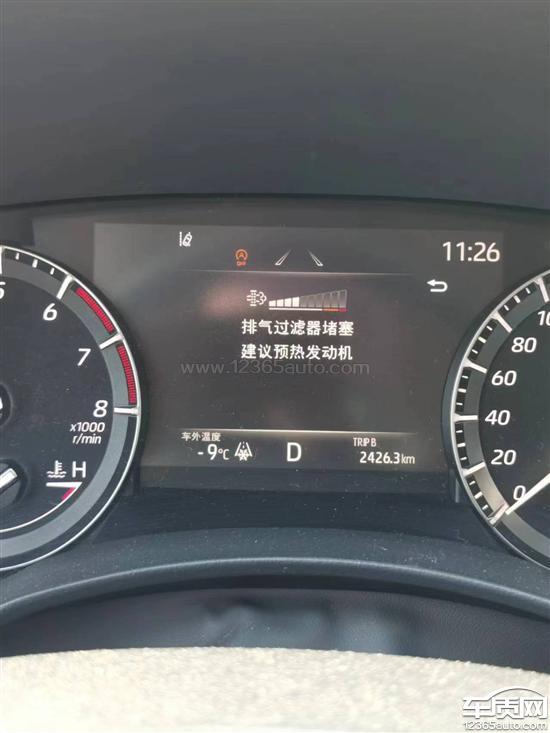 11:26
排气过滤器堵塞
建议预热发动机
www.12365auto.com
车外温度
-9°C
D
TRIP B
2426.3 km
5
6
7
8
x1000
r/min
H
100
80
60
40
20
0
车质网
12365auto.com